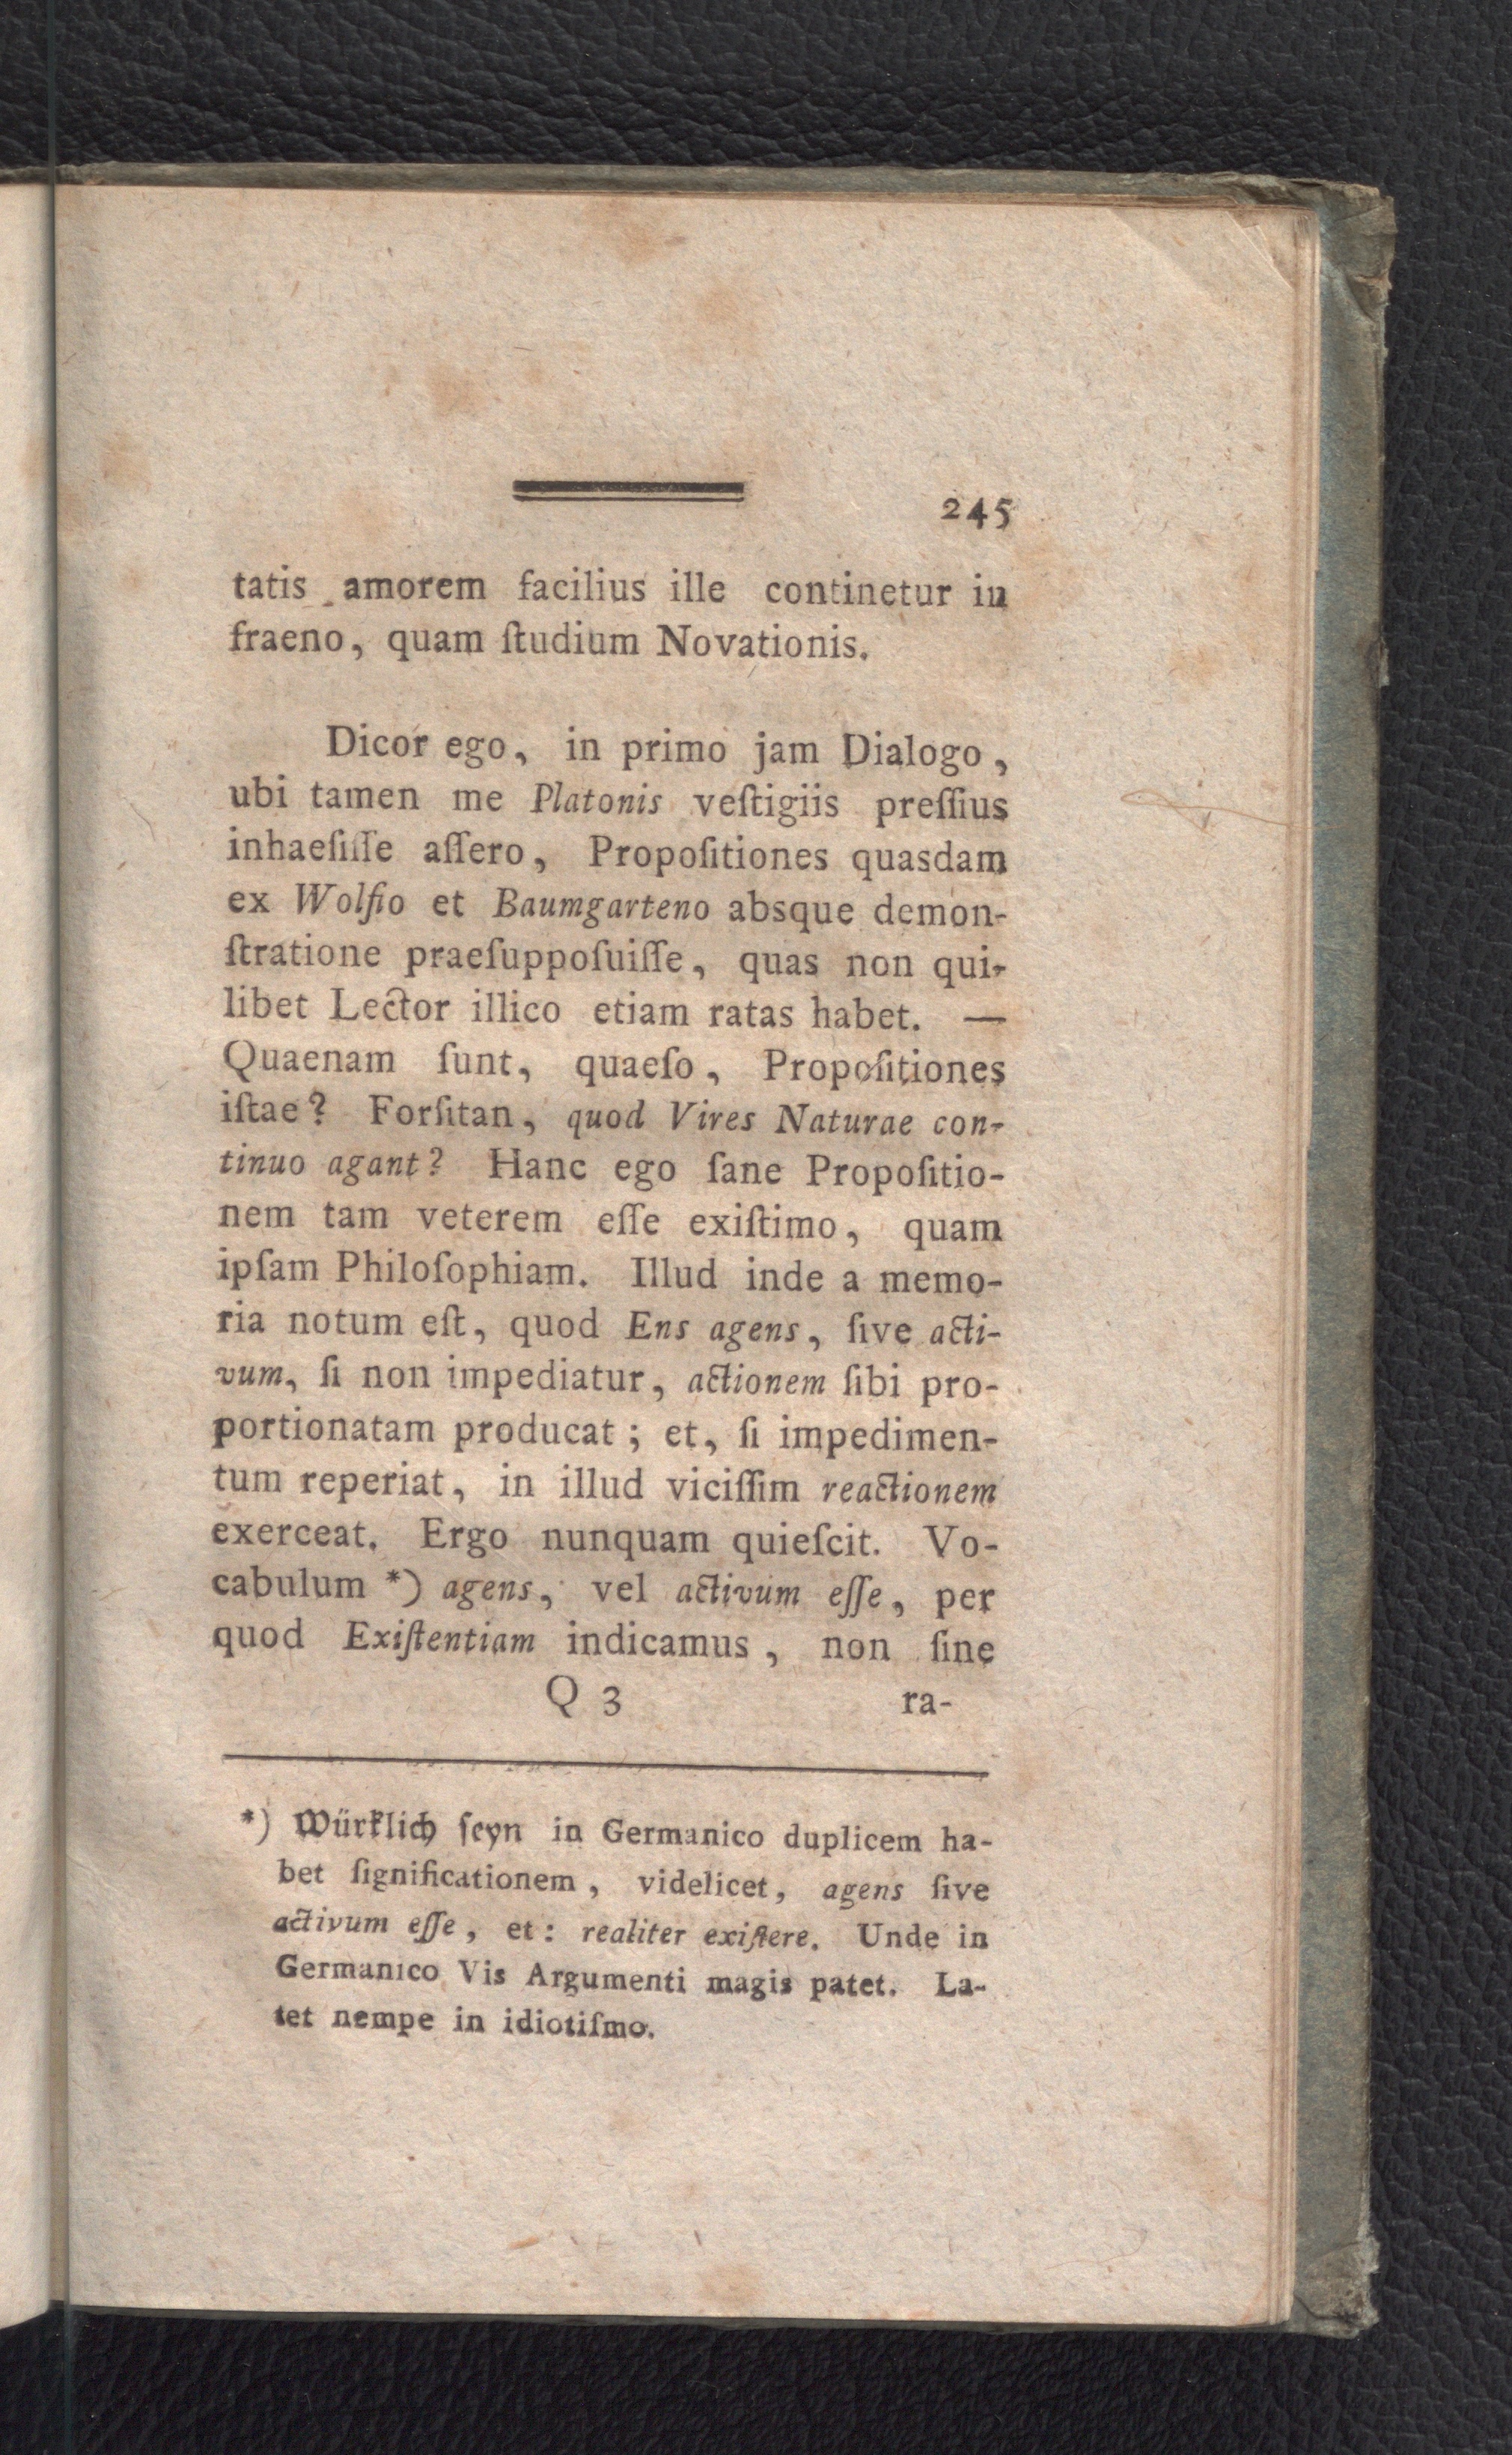 245
tatis amorem facilius ille continetur in
fraeno, quam ſtudium Novationis.
Dicor ego, in primo jam Dialogo,
ubi tamen me Platonis veſtigiis preſſius
inhaeſiſſe aſſero, Propoſitiones quasdam
ex Wolfio et Baumgarteno absque demon-
ſtratione praeſuppoſuiſſe, quas non qui-
libet Lector illico etiam ratas habet. —
Quaenam ſunt, quaeſo, Propoſitiones
iſtae? Forſitan, quod Vires Naturae con-
tinuo agant? Hanc ego ſane Propoſitio-
nem tam veterem eſſe exiſtimo, quam
ipſam Philoſophiam. Illud inde a memo-
ria notum eſt, quod Ens agens, ſive acti-
vum, ſi non impediatur, actionem ſibi pro-
portionatam producat; et, ſi impedimen-
tum reperiat, in illud viciſſim reactionem
exerceat. Ergo nunquam quieſcit. Vo-
cabulum *) agens, vel activum eſſe, per
quod Exiſtentiam indicamus, non ſine
Q 3 ra-
*) Würklich ſeyn in Germanico duplicem ha-
bet ſignificationem, videlicet, agens ſive
activum eſſe, et: realiter exiſtere. Unde in
Germanico Vis Argumenti magis patet. La-
tet nempe in idiotiſmo.